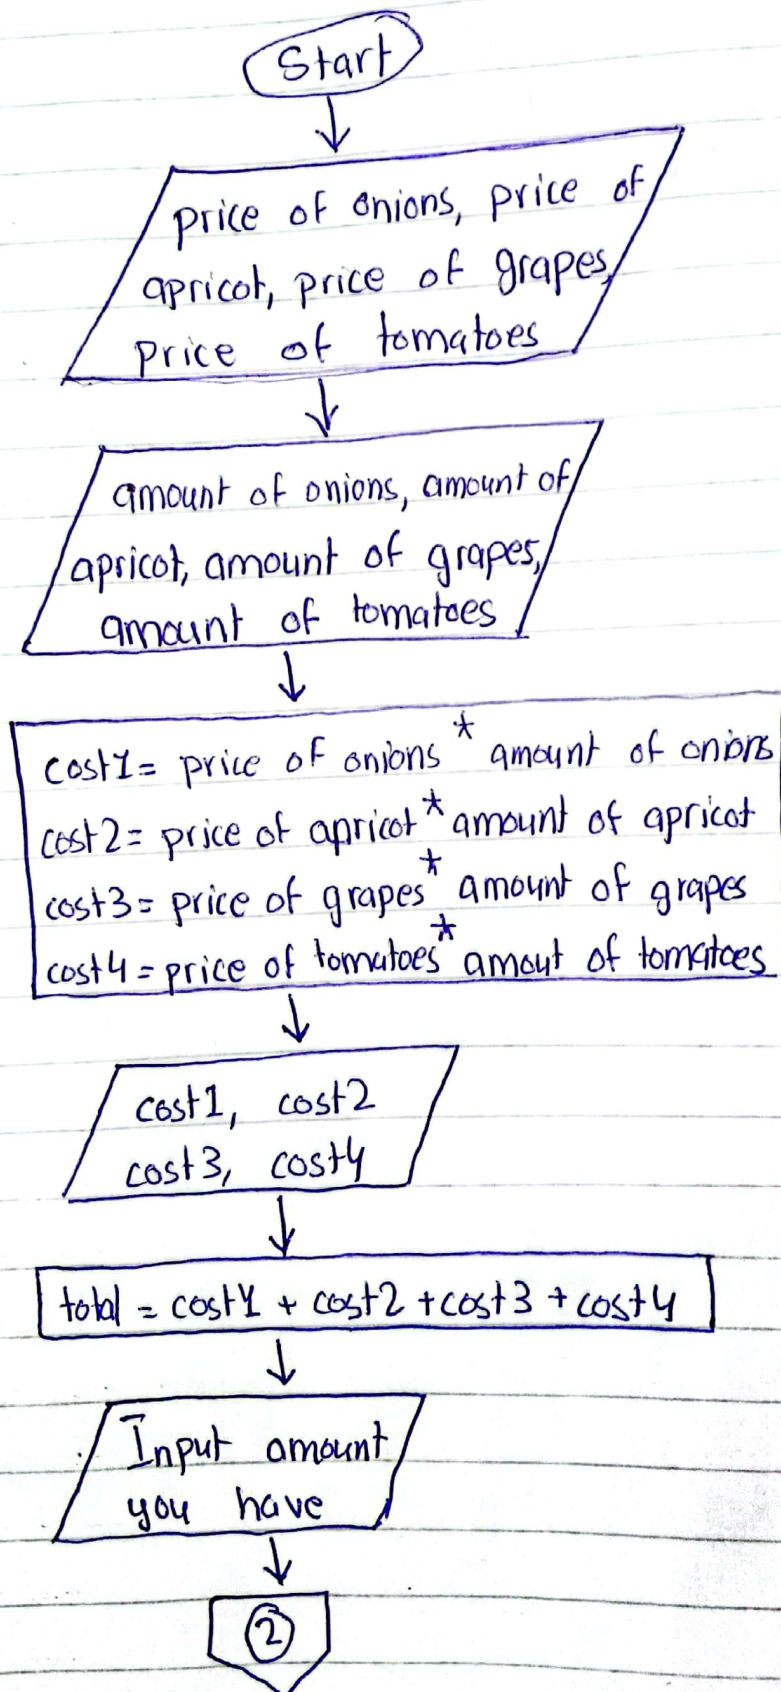 Start
price of onions, price of
apricot, price of grapes,
Price of tomatoes
amount of onions, amount of
apricot, amount of grapes,
amount of tomatoes
cost1= price of onions * amount of onions
cost2= price of apricot * amount of apricot
cost3= price of grapes * amount of grapes
cost4 = price of tomatoes * amout of tomatoes
cost1, cost2
cost3, cost4
total = cost1 + cost2 + cost3 + cost4
Input amount
you have
2